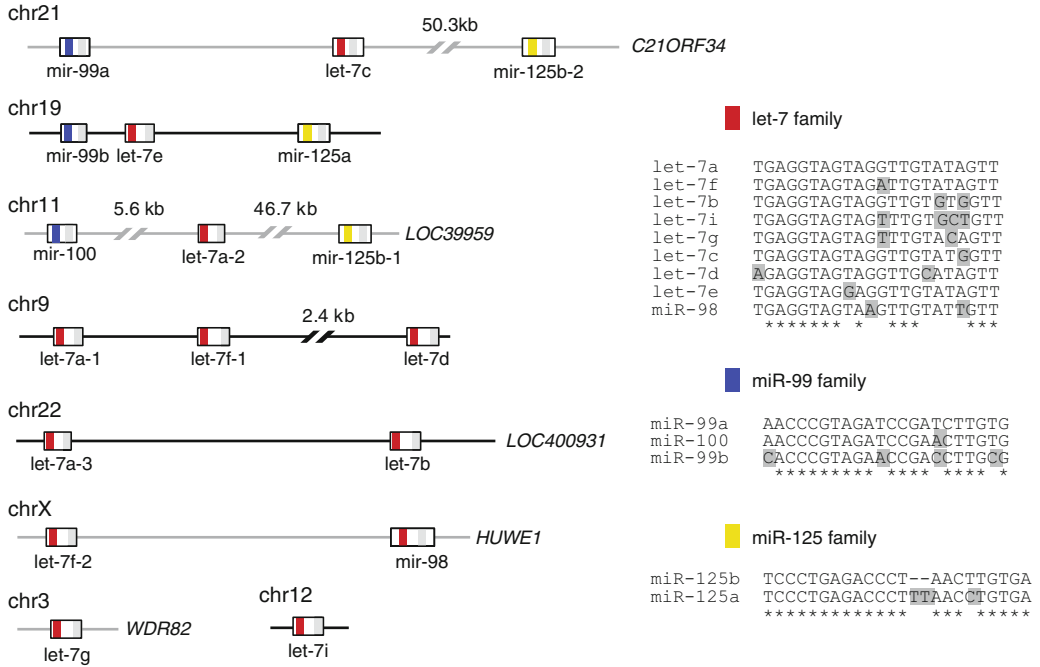 chr21
50.3kb
C21ORF34
mir-99a let-7c mir-125b-2
chr19
mir-99b let-7e mir-125a
chr11
5.6 kb 46.7 kb
LOC39959
mir-100 let-7a-2 mir-125b-1
chr9
2.4 kb
let-7a-1 let-7f-1 let-7d
chr22
LOC400931
let-7a-3 let-7b
chrX
HUWE1
let-7f-2 mir-98
chr3
WDR82
let-7g
chr12
let-7i
let-7 family
let-7a TGAGGTAGTAGGTTGTATAGTT
let-7f TGAGGTAGTAGATTGTATAGTT
let-7b TGAGGTAGTAGGTTGTGTGGTT
let-7i TGAGGTAGTAGTTTGTGCTGTT
let-7g TGAGGTAGTAGTTTGTACAGTT
let-7c TGAGGTAGTAGGTTGTATGGTT
let-7d AGAGGTAGTAGGTTGCATAGTT
let-7e TGAGGTAGGAGGTTGTATAGTT
miR-98 TGAGGTAGTAAGTTGTATTGTT
******* * *** ***
miR-99 family
miR-99a AACCCGTAGATCCGATCTTGTG
miR-100 AACCCGTAGATCCGAACTTGTG
miR-99b CACCCGTAGAACCGACCTTGCG
********* **** **** *
miR-125 family
miR-125b TCCCTGAGACCCT--AACTTGTGA
miR-125a TCCCTGAGACCCTTTAACCTGTGA
************* *** *****